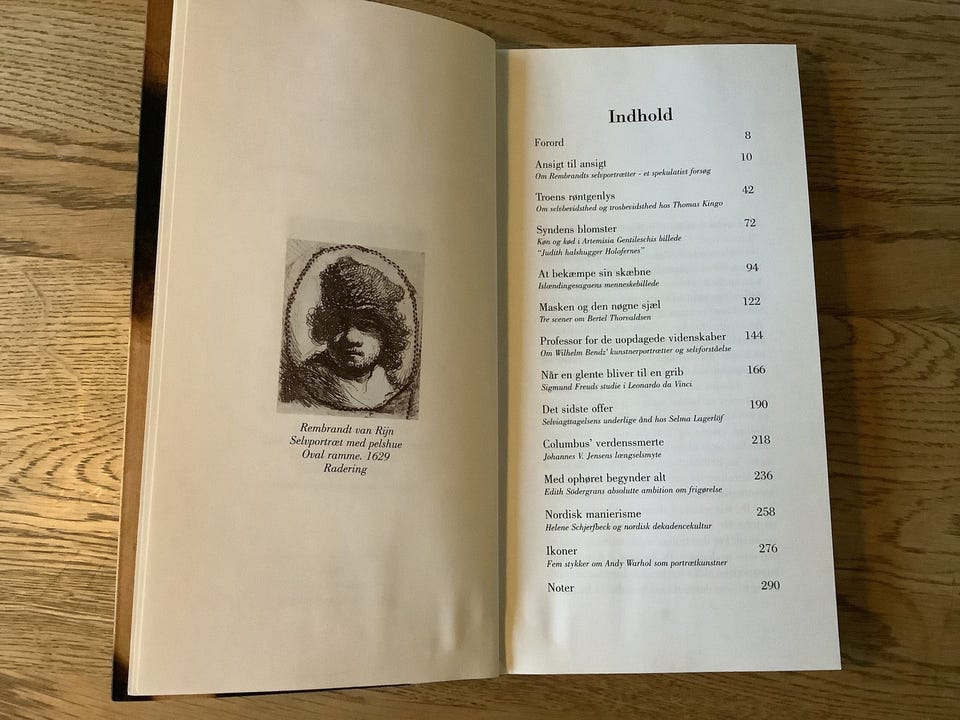 Rembrandt van Rijn
Selvportræt med pelshue
Oval ramme. 1629
Radering
Indhold
Forord 8
Ansigt til ansigt 10
Om Rembrandts selvportrætter - et spekulativt forsøg
Troens røntgenlys 42
Om selvbevidsthed og trosbevidsthed hos Thomas Kingo
Syndens blomster 72
Køn og kød i Artemisia Gentileschis billede
"Judith halshugger Holofernes"
At bekæmpe sin skæbne 94
Islændingesagaens menneskebillede
Masken og den nøgne sjæl 122
Tre scener om Bertel Thorvaldsen
Professor for de uopdagede videnskaber 144
Om Wilhelm Bendz' kunstnerportrætter og selvforståelse
Når en glente bliver til en grib 166
Sigmund Freuds studie i Leonardo da Vinci
Det sidste offer 190
Selviagttagelsens underlige ånd hos Selma Lagerlöf
Columbus' verdenssmerte 218
Johannes V. Jensens længselsmyte
Med ophøret begynder alt 236
Edith Södergrans absolutte ambition om frigørelse
Nordisk manierisme 258
Helene Schjerfbeck og nordisk dekadencekultur
Ikoner 276
Fem stykker om Andy Warhol som portrætkunstner
Noter 290